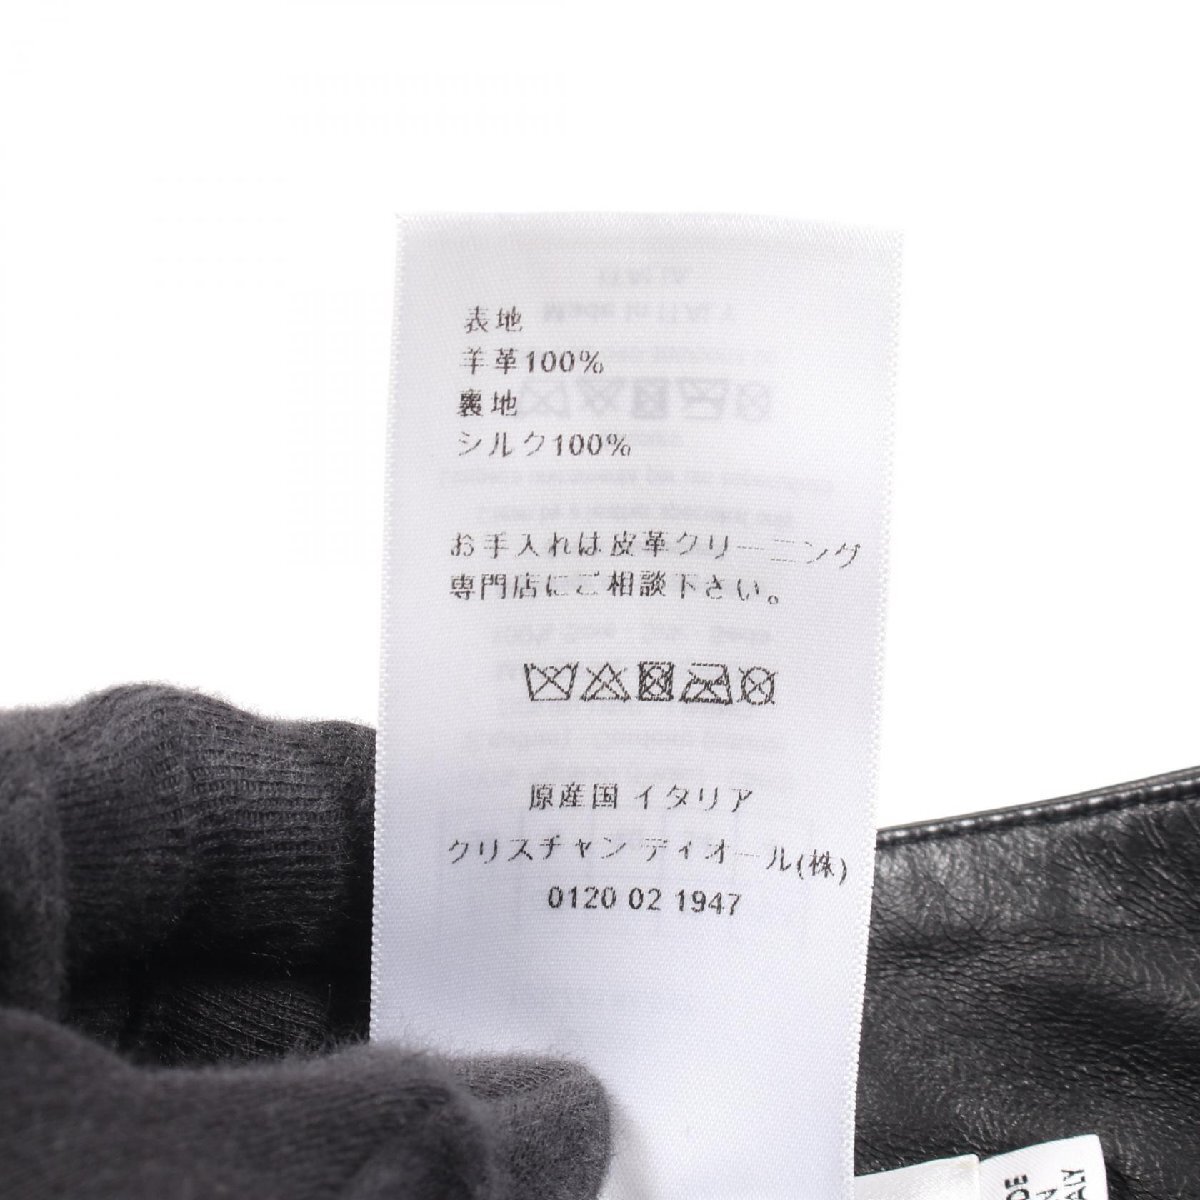 表地
羊革100%
裏地
シルク100%
お手入れは皮革クリーニング
専門店にご相談下さい。
原産国 イタリア
クリスチャン ディオール(株)
0120 02 1947